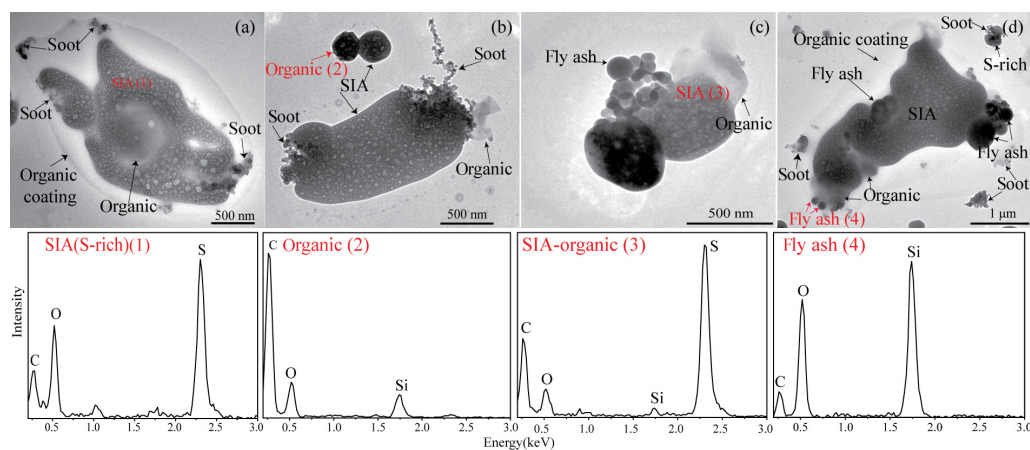 (a)
Soot
SIA (1)
Soot
Soot
Organic
coating
Organic
500 nm
(b)
Organic (2)
SIA
Soot
Soot
Organic
500 nm
(c)
Fly ash
SIA (3)
Organic
500 nm
(d)
Soot
Organic coating
S-rich
Fly ash
SIA
Fly ash
Soot
Organic
Soot
Fly ash (4)
1 µm
SIA(S-rich)(1)
S
O
C
Intensity
1.0 1.5 2.0 2.5 3.0
Organic (2)
C
O
Si
0.5 1.0 1.5 2.0 2.5 3.0
SIA-organic (3)
S
C
O
Si
0.5 1.0 1.5 2.0 2.5 3.0
Fly ash (4)
Si
O
C
0.5 1.0 1.5 2.0 2.5 3.0
Energy(keV)